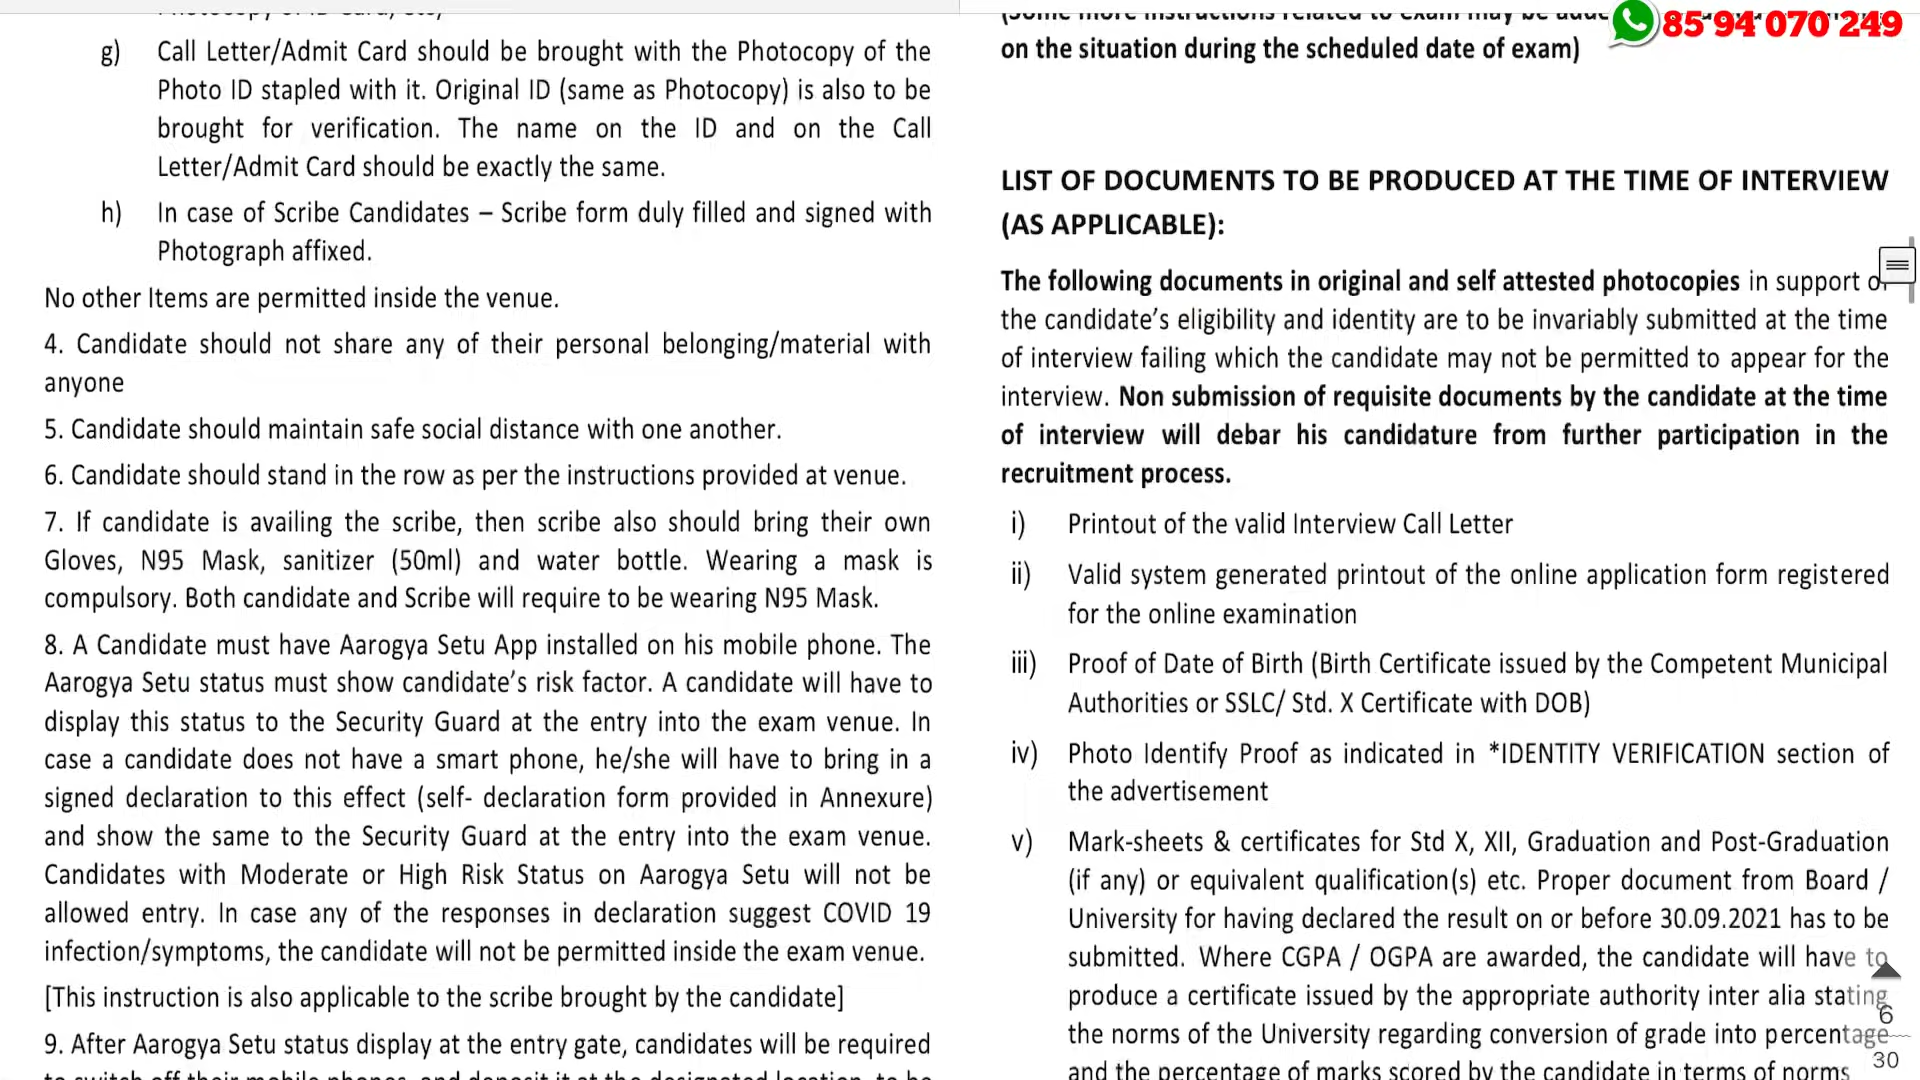 g) Call Letter/Admit Card should be brought with the Photocopy of the
Photo ID stapled with it. Original ID (same as Photocopy) is also to be
brought for verification. The name on the ID and on the Call
Letter/Admit Card should be exactly the same.
h) In case of Scribe Candidates – Scribe form duly filled and signed with
Photograph affixed.
No other Items are permitted inside the venue.
4. Candidate should not share any of their personal belonging/material with
anyone
5. Candidate should maintain safe social distance with one another.
6. Candidate should stand in the row as per the instructions provided at venue.
7. If candidate is availing the scribe, then scribe also should bring their own
Gloves, N95 Mask, sanitizer (50ml) and water bottle. Wearing a mask is
compulsory. Both candidate and Scribe will require to be wearing N95 Mask.
8. A Candidate must have Aarogya Setu App installed on his mobile phone. The
Aarogya Setu status must show candidate's risk factor. A candidate will have to
display this status to the Security Guard at the entry into the exam venue. In
case a candidate does not have a smart phone, he/she will have to bring in a
signed declaration to this effect (self- declaration form provided in Annexure)
and show the same to the Security Guard at the entry into the exam venue.
Candidates with Moderate or High Risk Status on Aarogya Setu will not be
allowed entry. In case any of the responses in declaration suggest COVID 19
infection/symptoms, the candidate will not be permitted inside the exam venue.
[This instruction is also applicable to the scribe brought by the candidate]
9. After Aarogya Setu status display at the entry gate, candidates will be required
85 94 070 249
on the situation during the scheduled date of exam)
LIST OF DOCUMENTS TO BE PRODUCED AT THE TIME OF INTERVIEW
(AS APPLICABLE):
The following documents in original and self attested photocopies in support of
the candidate's eligibility and identity are to be invariably submitted at the time
of interview failing which the candidate may not be permitted to appear for the
interview. Non submission of requisite documents by the candidate at the time
of interview will debar his candidature from further participation in the
recruitment process.
i) Printout of the valid Interview Call Letter
ii) Valid system generated printout of the online application form registered
for the online examination
iii) Proof of Date of Birth (Birth Certificate issued by the Competent Municipal
Authorities or SSLC/ Std. X Certificate with DOB)
iv) Photo Identify Proof as indicated in *IDENTITY VERIFICATION section of
the advertisement
v) Mark-sheets & certificates for Std X, XII, Graduation and Post-Graduation
(if any) or equivalent qualification(s) etc. Proper document from Board /
University for having declared the result on or before 30.09.2021 has to be
submitted. Where CGPA / OGPA are awarded, the candidate will have to
produce a certificate issued by the appropriate authority inter alia stating
the norms of the University regarding conversion of grade into percentage
and the percentage of marks scored by the candidate in terms of norms
6
30